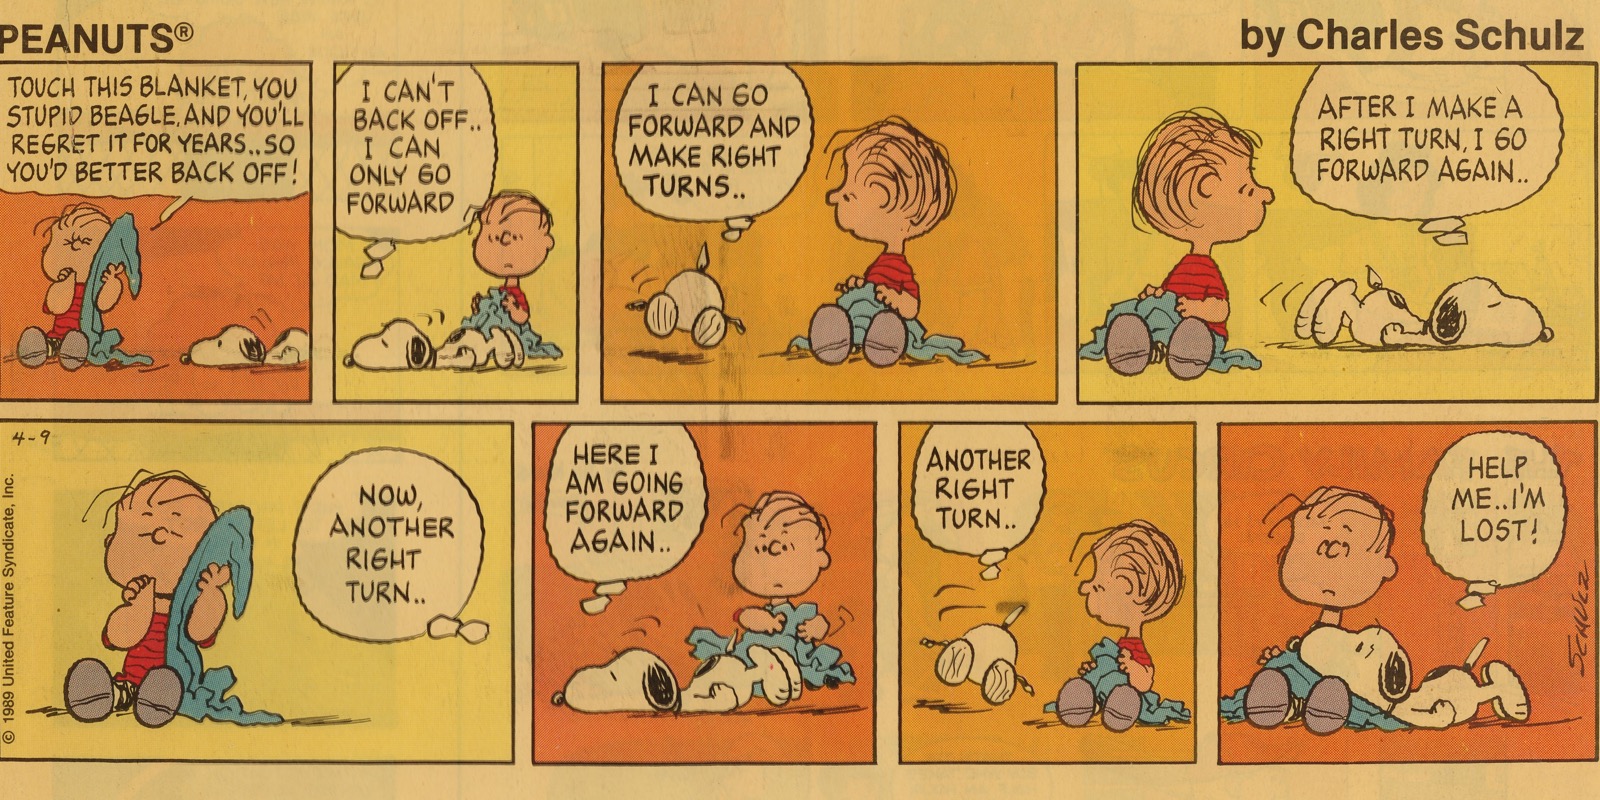 PEANUTS®
by Charles Schulz
TOUCH THIS BLANKET, YOU
STUPID BEAGLE, AND YOU'LL
REGRET IT FOR YEARS.. SO
YOU'D BETTER BACK OFF!
I CAN'T
BACK OFF..
I CAN
ONLY GO
FORWARD
I CAN GO
FORWARD AND
MAKE RIGHT
TURNS..
AFTER I MAKE A
RIGHT TURN, I GO
FORWARD AGAIN..
4-9
© 1989 United Feature Syndicate, Inc.
NOW,
ANOTHER
RIGHT
TURN..
HERE I
AM GOING
FORWARD
AGAIN..
ANOTHER
RIGHT
TURN..
HELP
ME.. I'M
LOST!
SCHULZ